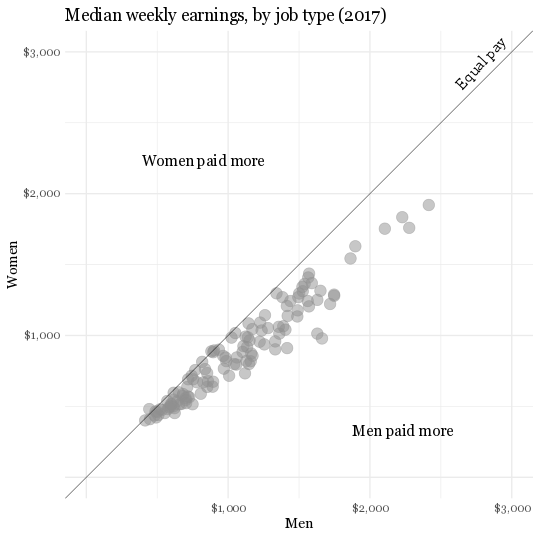 Median weekly earnings, by job type (2017)
$3,000
Equal pay
Women paid more
$2,000
Women
$1,000
Men paid more
$1,000
$2,000
$3,000
Men